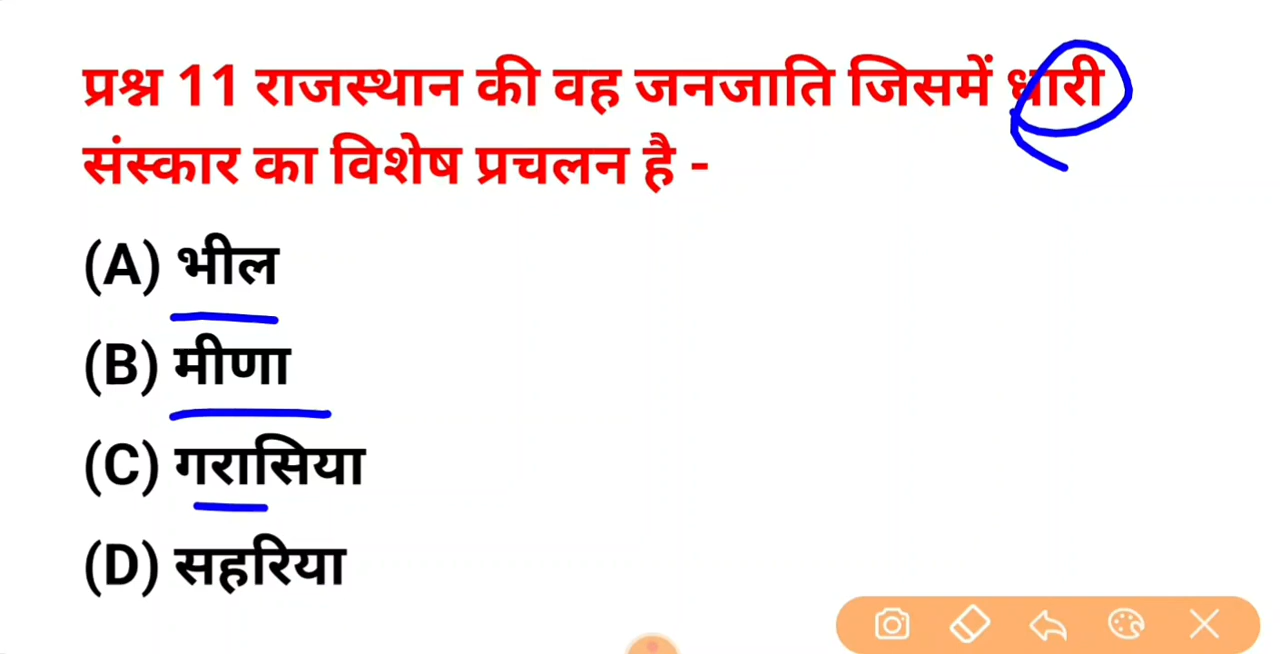 प्रश्न 11 राजस्थान की वह जनजाति जिसमें धारी
संस्कार का विशेष प्रचलन है -
(A) भील
(B) मीणा
(C) गरासिया
(D) सहरिया